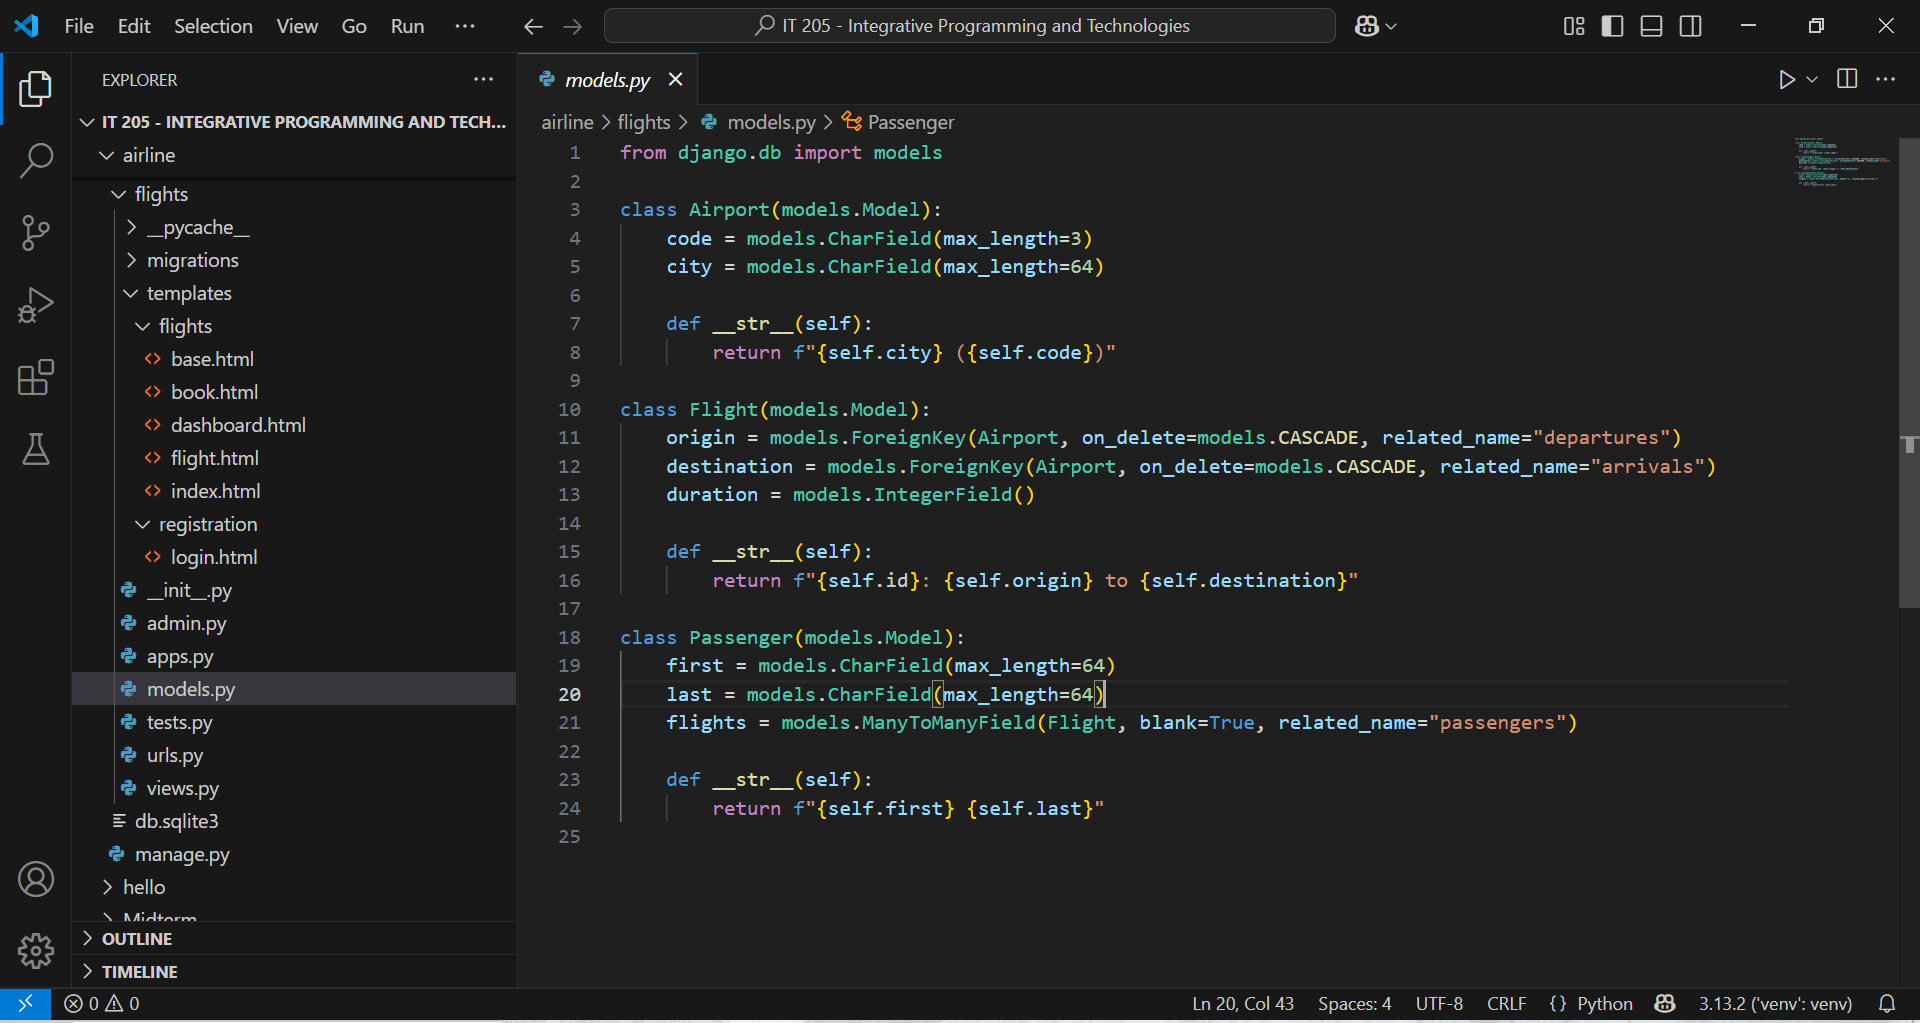 File Edit Selection View Go Run ···
IT 205 - Integrative Programming and Technologies
EXPLORER
IT 205 - INTEGRATIVE PROGRAMMING AND TECH...
airline
flights
__pycache__
migrations
templates
flights
base.html
book.html
dashboard.html
flight.html
index.html
registration
login.html
__init__.py
admin.py
apps.py
models.py
tests.py
urls.py
views.py
db.sqlite3
manage.py
hello
Midterm
OUTLINE
TIMELINE
models.py
airline > flights > models.py > Passenger
1 from django.db import models
2
3 class Airport(models.Model):
4     code = models.CharField(max_length=3)
5     city = models.CharField(max_length=64)
6
7     def __str__(self):
8         return f"{self.city} ({self.code})"
9
10 class Flight(models.Model):
11     origin = models.ForeignKey(Airport, on_delete=models.CASCADE, related_name="departures")
12     destination = models.ForeignKey(Airport, on_delete=models.CASCADE, related_name="arrivals")
13     duration = models.IntegerField()
14
15     def __str__(self):
16         return f"{self.id}: {self.origin} to {self.destination}"
17
18 class Passenger(models.Model):
19     first = models.CharField(max_length=64)
20     last = models.CharField(max_length=64)
21     flights = models.ManyToManyField(Flight, blank=True, related_name="passengers")
22
23     def __str__(self):
24         return f"{self.first} {self.last}"
25
0 0
Ln 20, Col 43 Spaces: 4 UTF-8 CRLF {} Python 3.13.2 ('venv': venv)